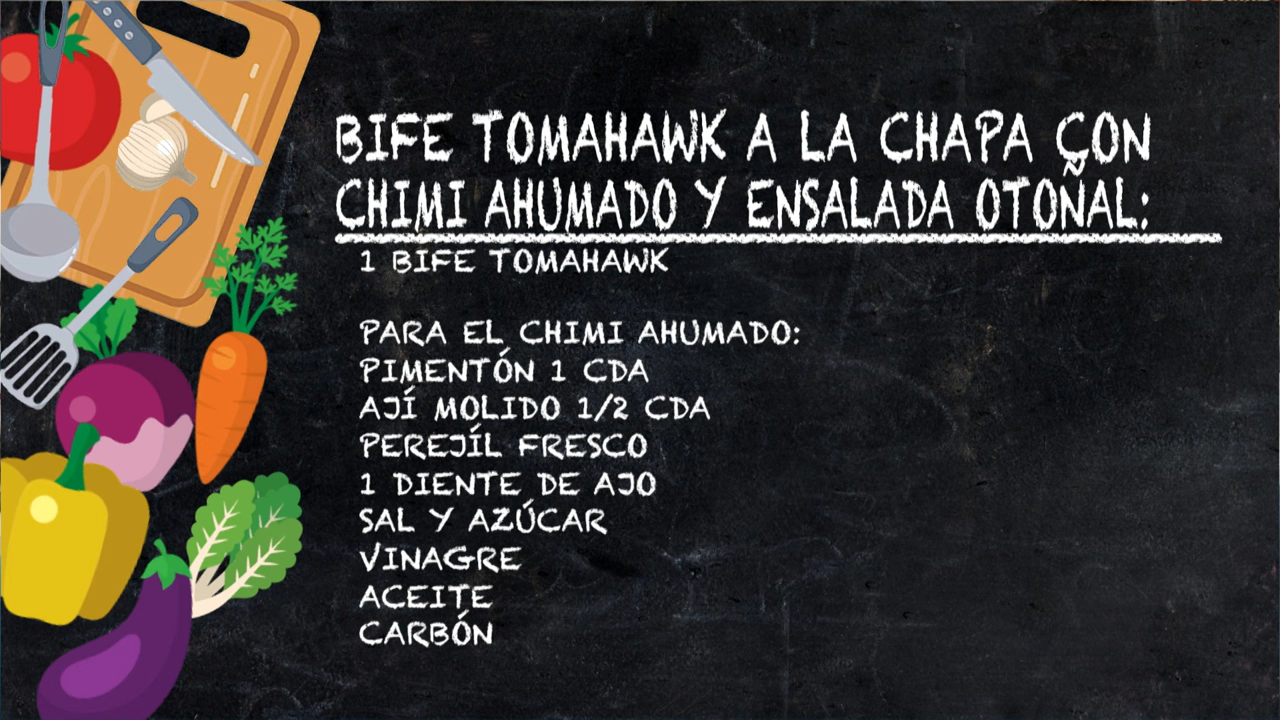 BIFE TOMAHAWK A LA CHAPA CON
CHIMI AHUMADO Y ENSALADA OTOÑAL:
1 BIFE TOMAHAWK
PARA EL CHIMI AHUMADO:
PIMENTÓN 1 CDA
AJÍ MOLIDO 1/2 CDA
PEREJÍL FRESCO
1 DIENTE DE AJO
SAL Y AZÚCAR
VINAGRE
ACEITE
CARBÓN